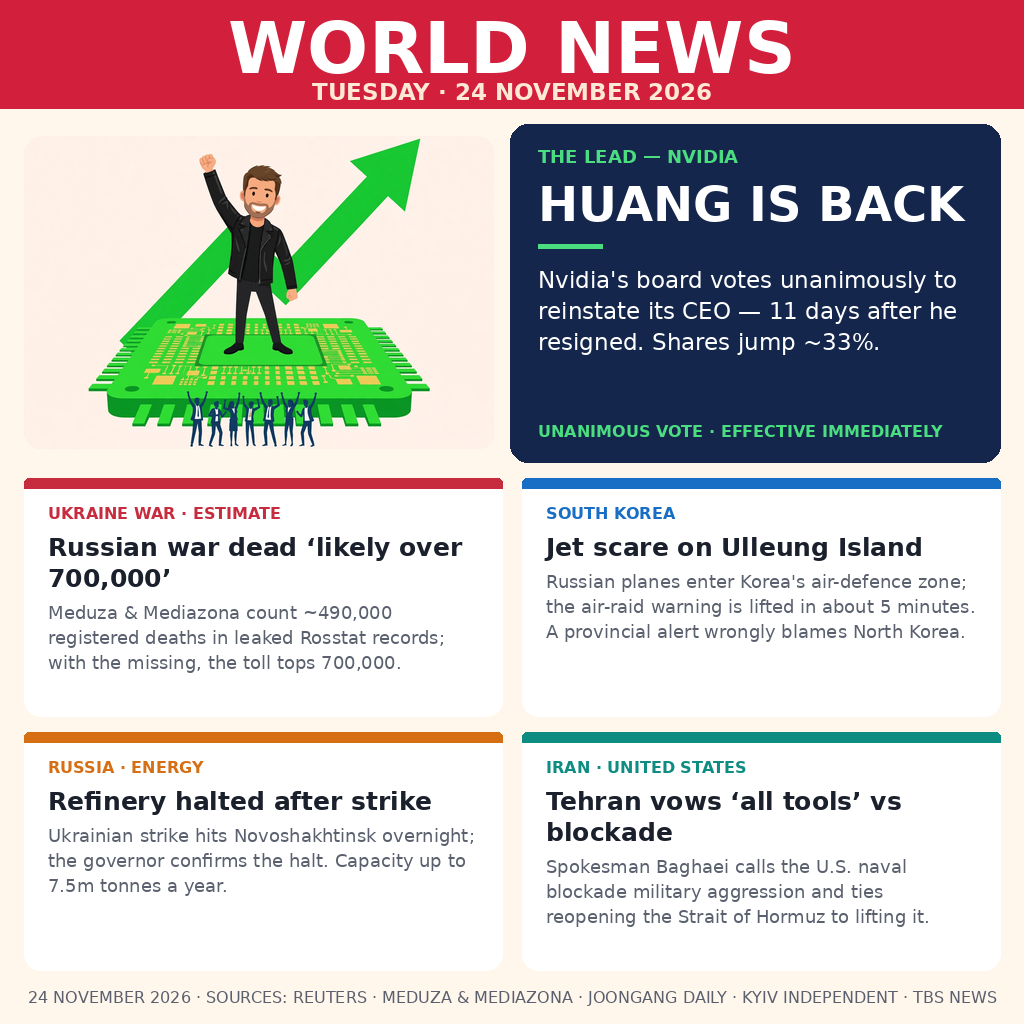 WORLD NEWS
TUESDAY · 24 NOVEMBER 2026
THE LEAD — NVIDIA
HUANG IS BACK
Nvidia's board votes unanimously to
reinstate its CEO — 11 days after he
resigned. Shares jump ~33%.
UNANIMOUS VOTE · EFFECTIVE IMMEDIATELY
UKRAINE WAR · ESTIMATE
Russian war dead ‘likely over
700,000’
Meduza & Mediazona count ~490,000
registered deaths in leaked Rosstat records;
with the missing, the toll tops 700,000.
SOUTH KOREA
Jet scare on Ulleung Island
Russian planes enter Korea's air-defence zone;
the air-raid warning is lifted in about 5 minutes.
A provincial alert wrongly blames North Korea.
RUSSIA · ENERGY
Refinery halted after strike
Ukrainian strike hits Novoshakhtinsk overnight;
the governor confirms the halt. Capacity up to
7.5m tonnes a year.
IRAN · UNITED STATES
Tehran vows ‘all tools’ vs
blockade
Spokesman Baghaei calls the U.S. naval
blockade military aggression and ties
reopening the Strait of Hormuz to lifting it.
24 NOVEMBER 2026 · SOURCES: REUTERS · MEDUZA & MEDIAZONA · JOONGANG DAILY · KYIV INDEPENDENT · TBS NEWS